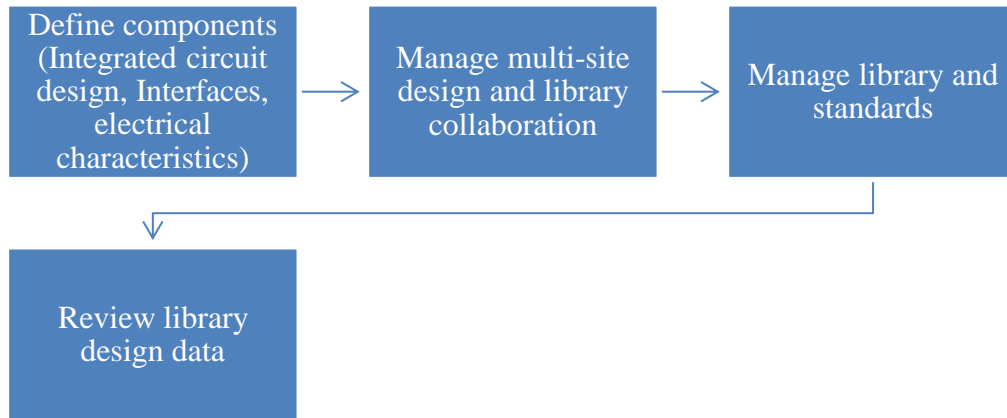 Define components
(Integrated circuit
design, Interfaces,
electrical
characteristics)
Manage multi-site
design and library
collaboration
Manage library and
standards
Review library
design data